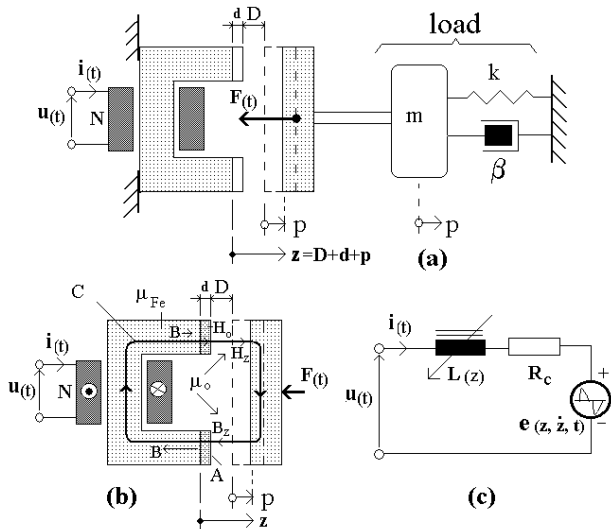 d D
load
i(t)
u(t)
N
F(t)
m
k
β
p
p
z =D+d+p
(a)
d D
C
μFe
B
Ho
Hz
i(t)
u(t)
N
μo
F(t)
Bz
B
A
p
(b)
z
i(t)
u(t)
L(z)
Rc
+
e (z, ż, t)
−
(c)